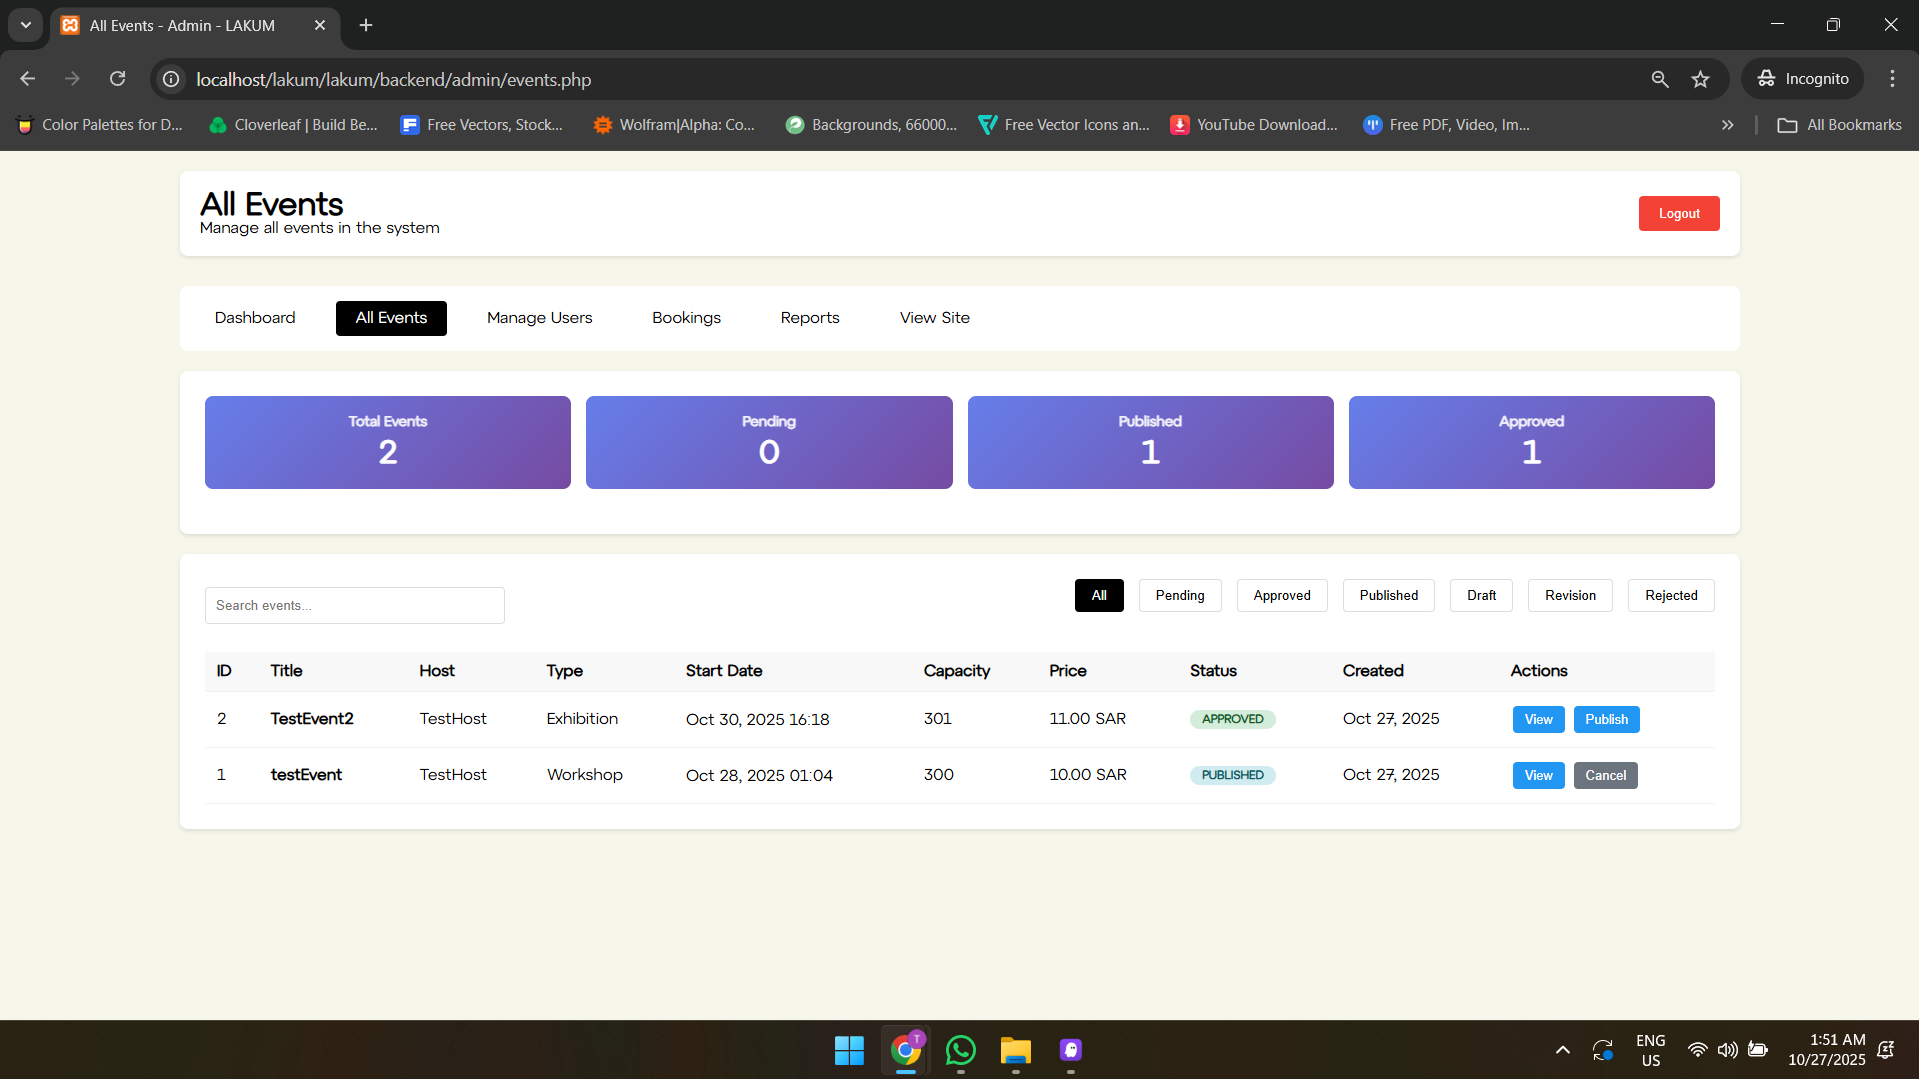 All Events - Admin - LAKUM
localhost/lakum/lakum/backend/admin/events.php
Incognito
Color Palettes for D...
Cloverleaf | Build Be...
Free Vectors, Stock...
Wolfram|Alpha: Co...
Backgrounds, 66000...
Free Vector Icons an...
YouTube Download...
Free PDF, Video, Im...
All Bookmarks
All Events
Manage all events in the system
Logout
Dashboard All Events Manage Users Bookings Reports View Site
Total Events Pending Published Approved
2 0 1 1
Search events...
All Pending Approved Published Draft Revision Rejected
ID Title Host Type Start Date Capacity Price Status Created Actions
2 TestEvent2 TestHost Exhibition Oct 30, 2025 16:18 301 11.00 SAR APPROVED Oct 27, 2025 View Publish
1 testEvent TestHost Workshop Oct 28, 2025 01:04 300 10.00 SAR PUBLISHED Oct 27, 2025 View Cancel
T
ENG
US
1:51 AM
10/27/2025